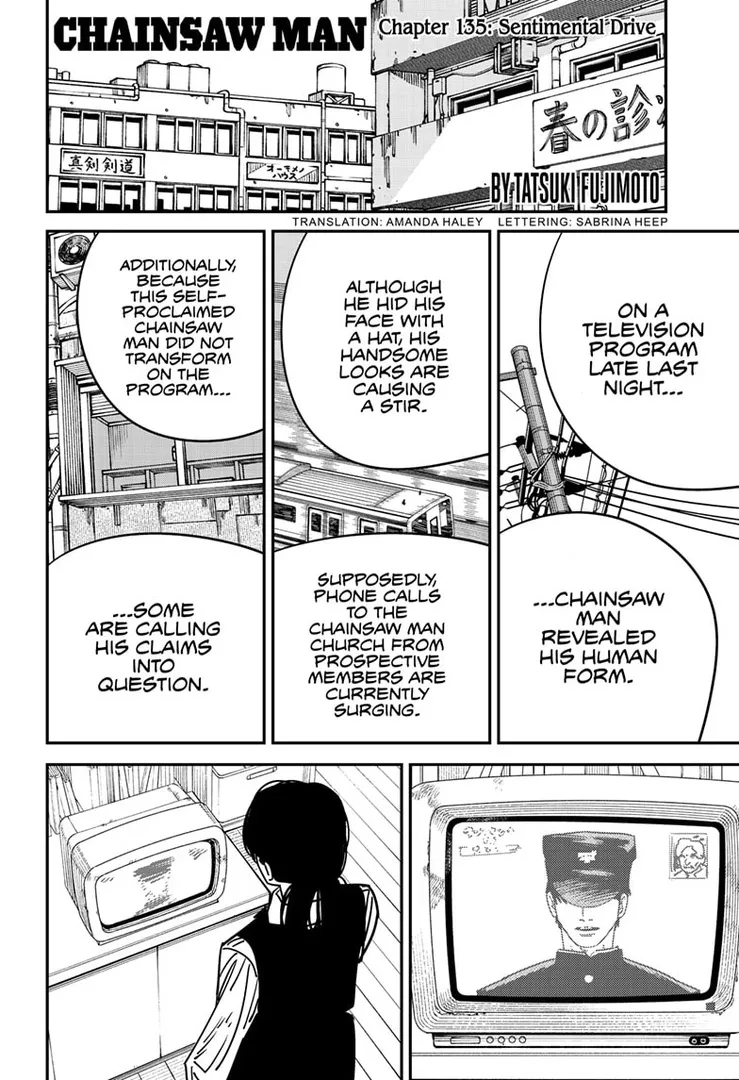 CHAINSAW MAN
Chapter 135: Sentimental Drive
真剣剣道
春の診
BY TATSUKI FUJIMOTO
TRANSLATION: AMANDA HALEY LETTERING: SABRINA HEEP
ON A
TELEVISION
PROGRAM
LATE LAST
NIGHT...
...CHAINSAW
MAN
REVEALED
HIS HUMAN
FORM.
ALTHOUGH
HE HID HIS
FACE WITH
A HAT, HIS
HANDSOME
LOOKS ARE
CAUSING
A STIR.
SUPPOSEDLY,
PHONE CALLS
TO THE
CHAINSAW MAN
CHURCH FROM
PROSPECTIVE
MEMBERS ARE
CURRENTLY
SURGING.
ADDITIONALLY,
BECAUSE
THIS SELF-
PROCLAIMED
CHAINSAW
MAN DID NOT
TRANSFORM
ON THE
PROGRAM...
...SOME
ARE CALLING
HIS CLAIMS
INTO
QUESTION.